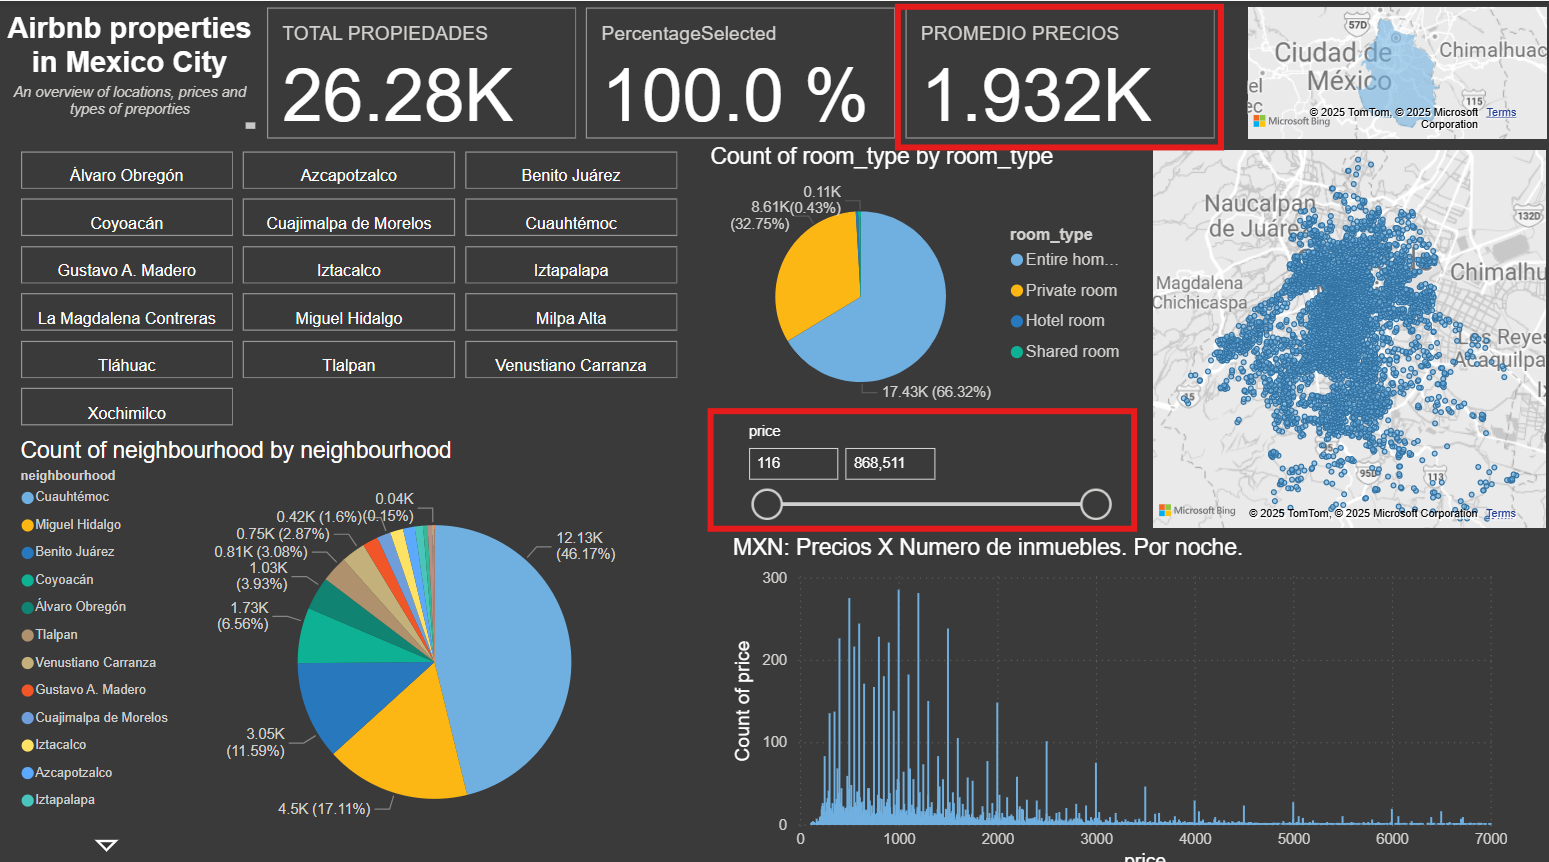 Airbnb properties
in Mexico City
An overview of locations, prices and
types of preporties
TOTAL PROPIEDADES
26.28K
PercentageSelected
100.0 %
PROMEDIO PRECIOS
1.932K
57D
Ciudad de
México
Chimalhuac
el
ec
115
Microsoft Bing
© 2025 TomTom, © 2025 Microsoft
Corporation
Terms
Álvaro Obregón
Azcapotzalco
Benito Juárez
Coyoacán
Cuajimalpa de Morelos
Cuauhtémoc
Gustavo A. Madero
Iztacalco
Iztapalapa
La Magdalena Contreras
Miguel Hidalgo
Milpa Alta
Tláhuac
Tlalpan
Venustiano Carranza
Xochimilco
Count of room_type by room_type
0.11K
(0.43%)
8.61K
(32.75%)
17.43K (66.32%)
room_type
Entire hom…
Private room
Hotel room
Shared room
Naucalpan
de Juáre
132D
Magdalena
Chichicaspa
Chimalhu
Los Reyes
Acaquilpa
Ix
15
95D
113
Microsoft Bing
© 2025 TomTom, © 2025 Microsoft Corporation
Terms
price
116
868,511
Count of neighbourhood by neighbourhood
neighbourhood
Cuauhtémoc
Miguel Hidalgo
Benito Juárez
Coyoacán
Álvaro Obregón
Tlalpan
Venustiano Carranza
Gustavo A. Madero
Cuajimalpa de Morelos
Iztacalco
Azcapotzalco
Iztapalapa
0.04K
(0.15%)
0.42K (1.6%)
0.75K (2.87%)
0.81K (3.08%)
1.03K
(3.93%)
1.73K
(6.56%)
3.05K
(11.59%)
4.5K (17.11%)
12.13K
(46.17%)
MXN: Precios X Numero de inmuebles. Por noche.
Count of price
300
200
100
0
0
1000
2000
3000
4000
5000
6000
7000
price